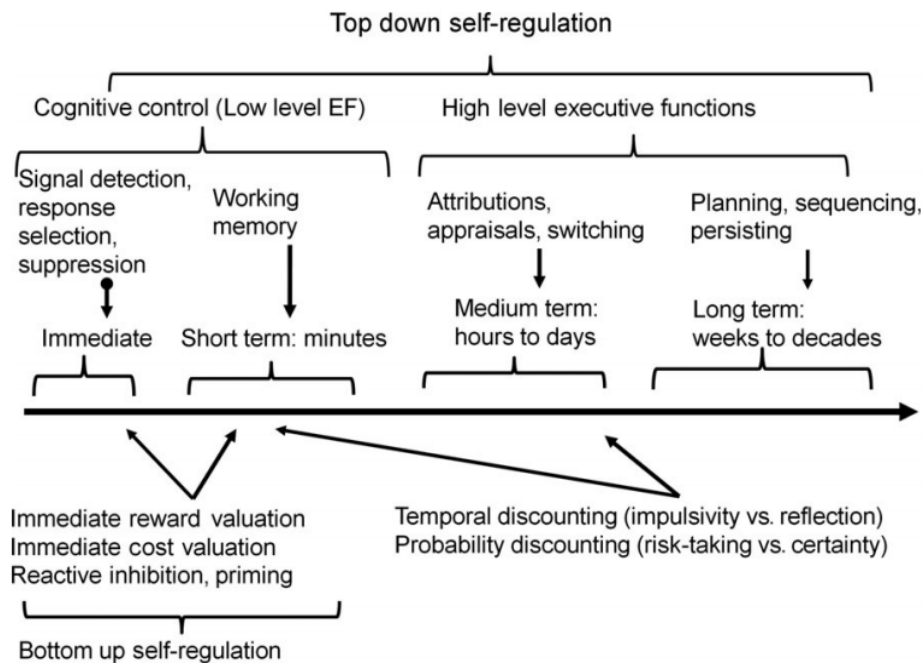 Top down self-regulation
Cognitive control (Low level EF)
High level executive functions
Signal detection,
response
selection,
suppression
Working
memory
Attributions,
appraisals, switching
Planning, sequencing,
persisting
Immediate
Short term: minutes
Medium term:
hours to days
Long term:
weeks to decades
Immediate reward valuation
Immediate cost valuation
Reactive inhibition, priming
Temporal discounting (impulsivity vs. reflection)
Probability discounting (risk-taking vs. certainty)
Bottom up self-regulation